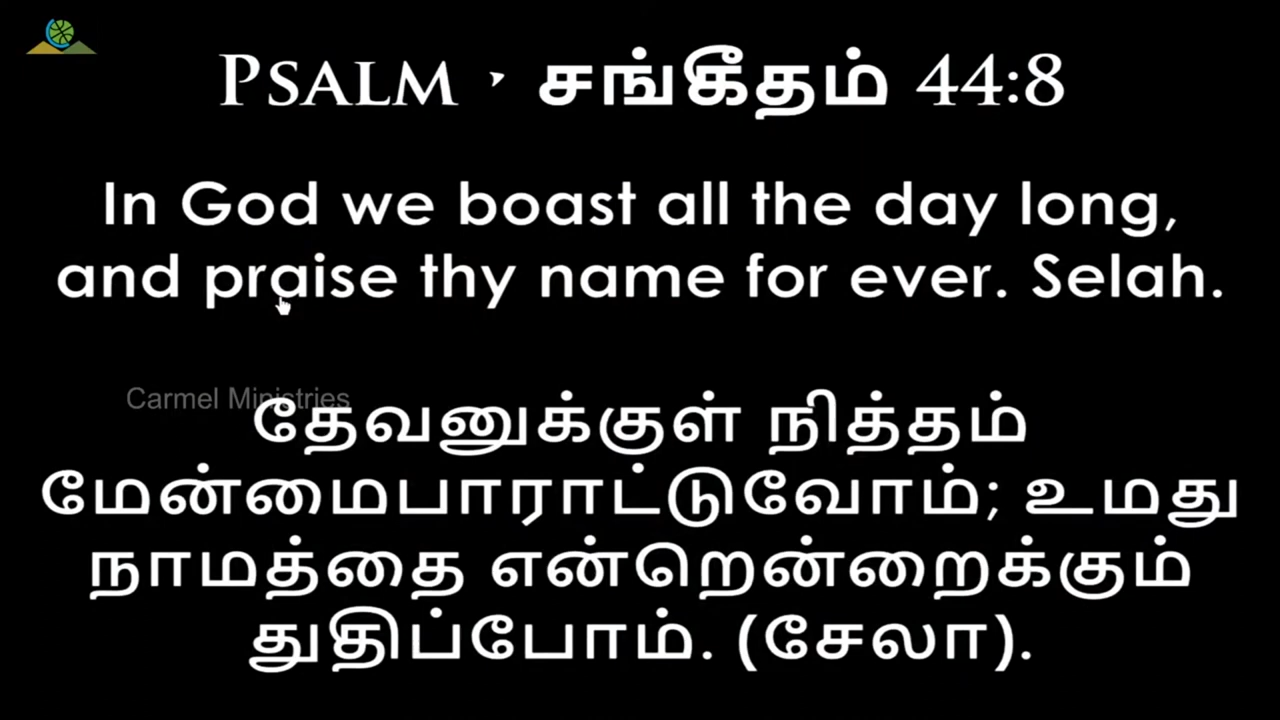 PSALM · சங்கீதம் 44:8
In God we boast all the day long,
and praise thy name for ever. Selah.
Carmel Ministries
தேவனுக்குள் நித்தம்
மேன்மைபாராட்டுவோம்; உமது
நாமத்தை என்றென்றைக்கும்
துதிப்போம். (சேலா).